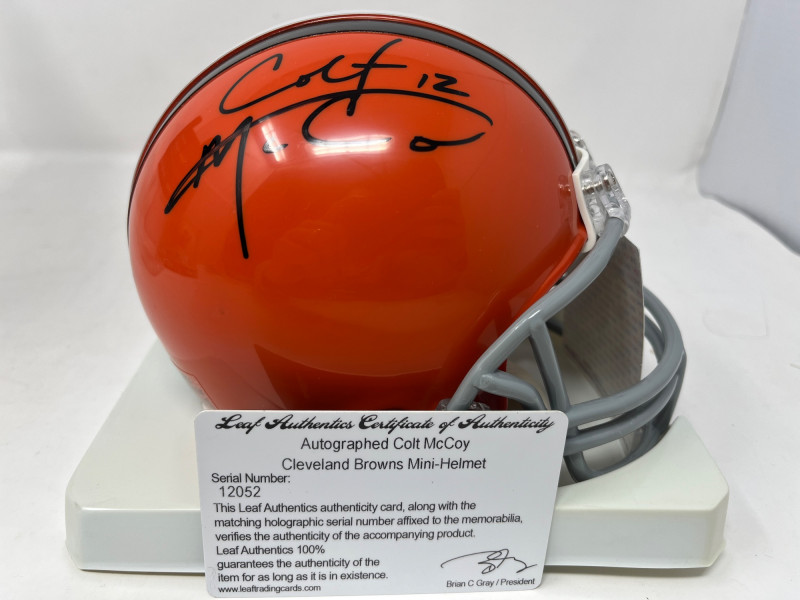 Colt 12
McCoy
Leaf Authentics Certificate of Authenticity
Autographed Colt McCoy
Cleveland Browns Mini-Helmet
Serial Number:
12052
This Leaf Authentics authenticity card, along with the
matching holographic serial number affixed to the memorabilia,
verifies the authenticity of the accompanying product.
Leaf Authentics 100%
guarantees the authenticity of the
item for as long as it is in existence.
www.leaftradingcards.com
Brian C Gray / President